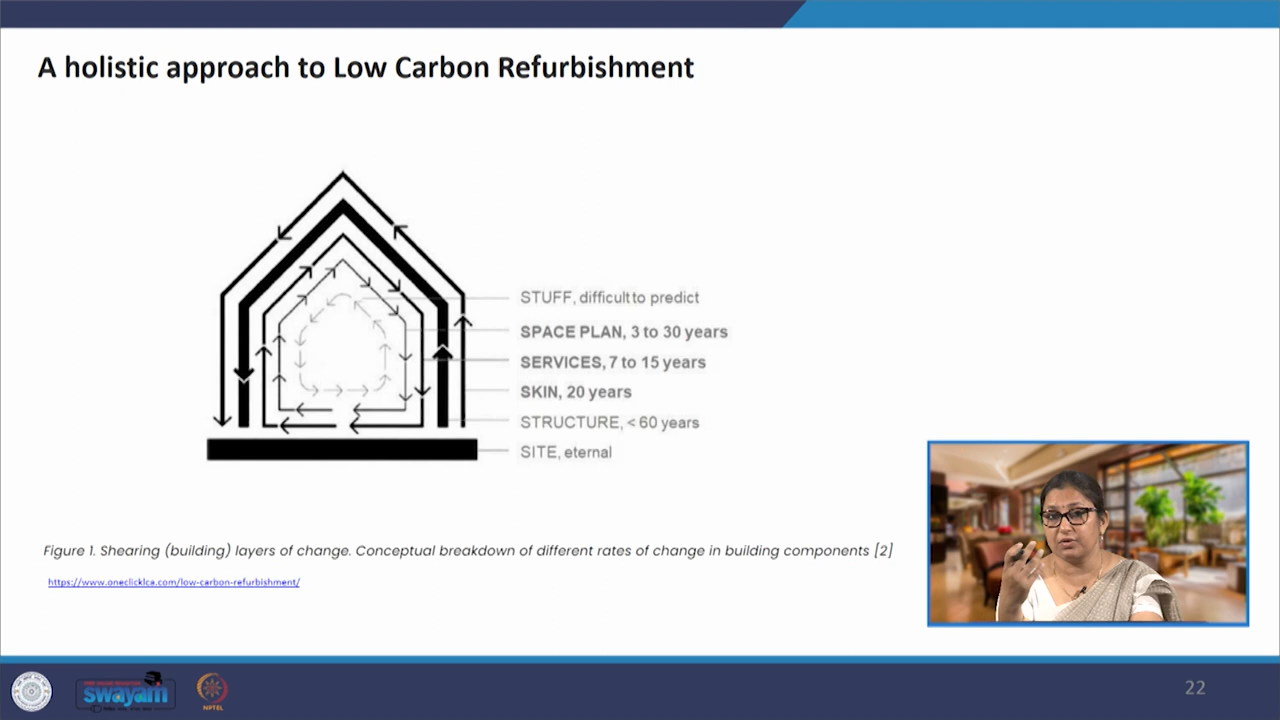 A holistic approach to Low Carbon Refurbishment
STUFF, difficult to predict
SPACE PLAN, 3 to 30 years
SERVICES, 7 to 15 years
SKIN, 20 years
STRUCTURE, < 60 years
SITE, eternal
Figure 1. Shearing (building) layers of change. Conceptual breakdown of different rates of change in building components [2]
https://www.oneclicklca.com/low-carbon-refurbishment/
swayam
NPTEL
22